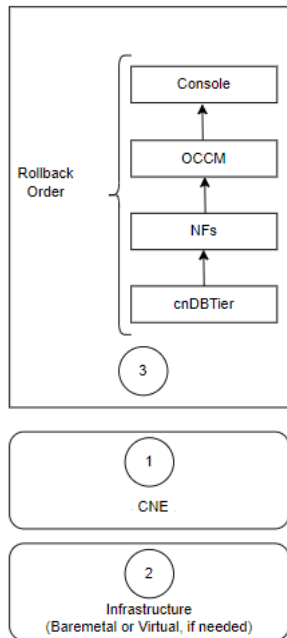 Console
OCCM
Rollback
Order
NFs
cnDBTier
3
1
CNE
2
Infrastructure
(Baremetal or Virtual, if needed)